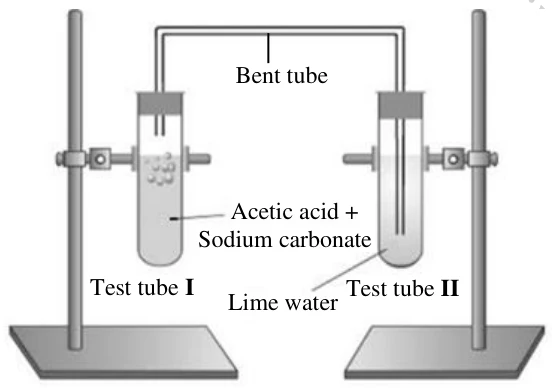 Bent tube
Acetic acid +
Sodium carbonate
Test tube I
Lime water
Test tube II